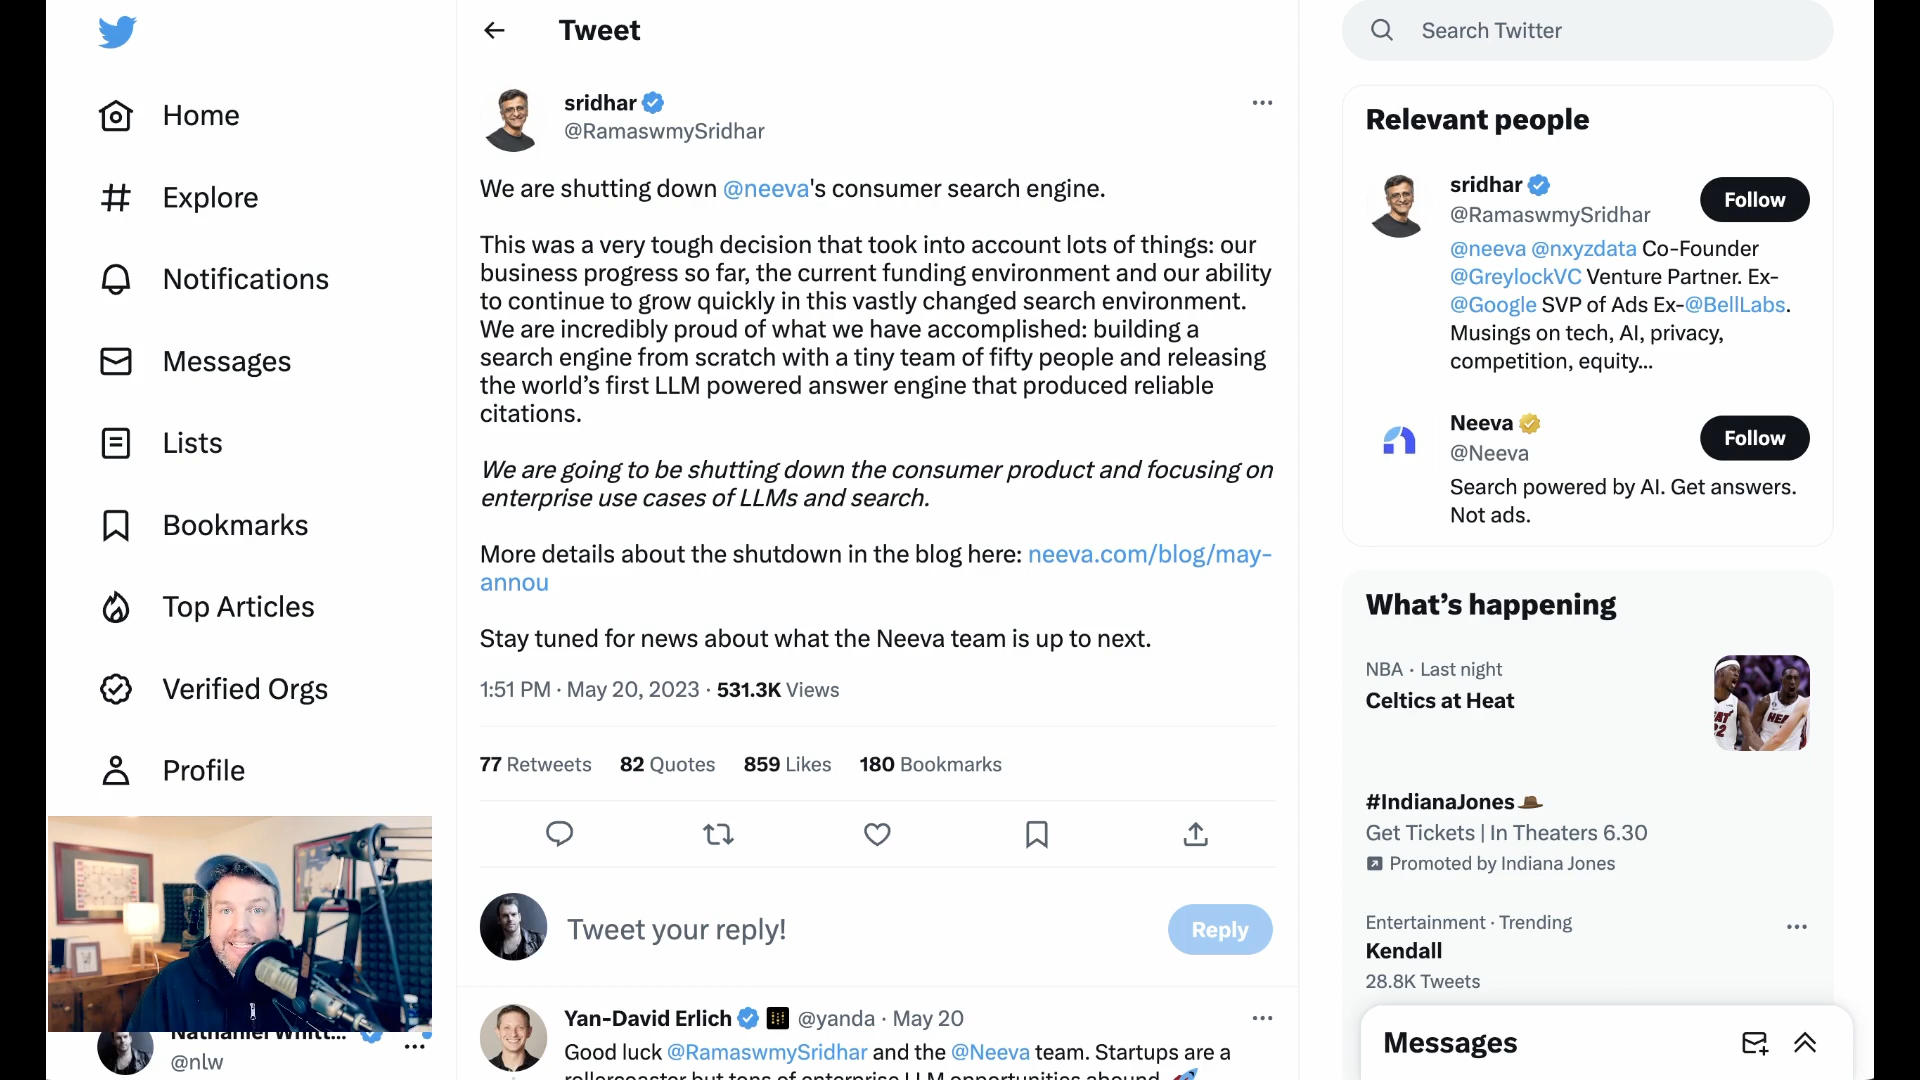 Home
Explore
Notifications
Messages
Lists
Bookmarks
Top Articles
Verified Orgs
Profile
@nlw
Tweet
sridhar
@RamaswmySridhar
We are shutting down @neeva's consumer search engine.
This was a very tough decision that took into account lots of things: our
business progress so far, the current funding environment and our ability
to continue to grow quickly in this vastly changed search environment.
We are incredibly proud of what we have accomplished: building a
search engine from scratch with a tiny team of fifty people and releasing
the world’s first LLM powered answer engine that produced reliable
citations.
We are going to be shutting down the consumer product and focusing on
enterprise use cases of LLMs and search.
More details about the shutdown in the blog here: neeva.com/blog/may-
annou
Stay tuned for news about what the Neeva team is up to next.
1:51 PM · May 20, 2023 · 531.3K Views
77 Retweets 82 Quotes 859 Likes 180 Bookmarks
Tweet your reply!
Reply
Yan-David Erlich @yanda · May 20
Good luck @RamaswmySridhar and the @Neeva team. Startups are a
rollercoaster but tons of enterprise LLM opportunities abound.
Search Twitter
Relevant people
sridhar
@RamaswmySridhar
Follow
@neeva @nxyzdata Co-Founder
@GreylockVC Venture Partner. Ex-
@Google SVP of Ads Ex-@BellLabs.
Musings on tech, AI, privacy,
competition, equity...
Neeva
@Neeva
Follow
Search powered by AI. Get answers.
Not ads.
What’s happening
NBA · Last night
Celtics at Heat
HEA
#IndianaJones
Get Tickets | In Theaters 6.30
Promoted by Indiana Jones
Entertainment · Trending
Kendall
28.8K Tweets
Messages